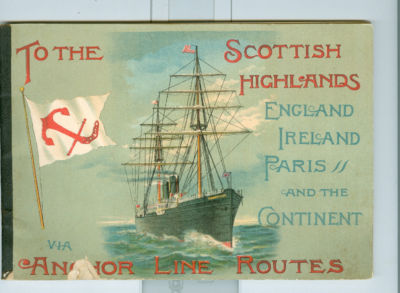 TO THE SCOTTISH
HIGHLANDS
ENGLAND
IRELAND
PARIS //
AND THE
CONTINENT
VIA
ANCHOR LINE ROUTES